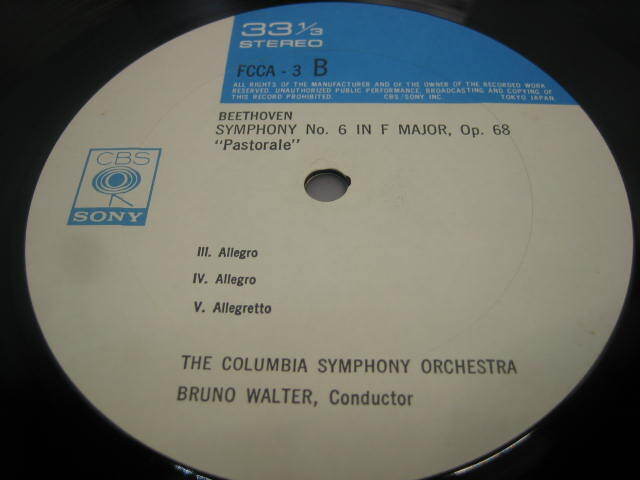 33 1/3
STEREO
FCCA - 3 B
ALL RIGHTS OF THE MANUFACTURER AND OF THE OWNER OF THE RECORDED WORK
RESERVED. UNAUTHORIZED PUBLIC PERFORMANCE, BROADCASTING AND COPYING OF
THIS RECORD PROHIBITED. CBS/SONY INC. TOKYO JAPAN.
BEETHOVEN
SYMPHONY No. 6 IN F MAJOR, Op. 68
"Pastorale"
CBS
SONY
III. Allegro
IV. Allegro
V. Allegretto
THE COLUMBIA SYMPHONY ORCHESTRA
BRUNO WALTER, Conductor